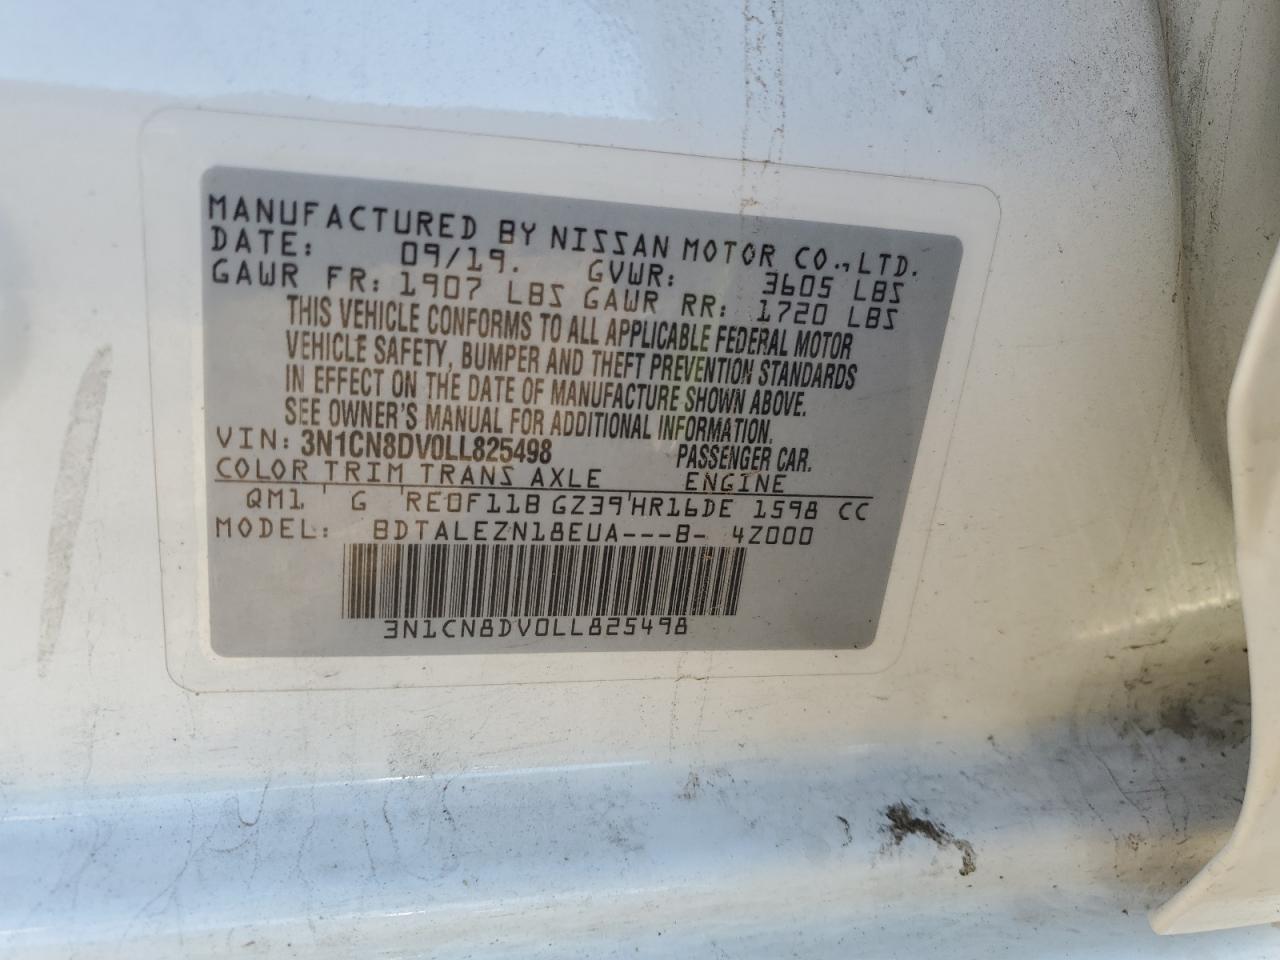 MANUFACTURED BY NISSAN MOTOR CO.,LTD.
DATE: 09/19. GVWR: 3605 LBS
GAWR FR: 1907 LBS GAWR RR: 1720 LBS
THIS VEHICLE CONFORMS TO ALL APPLICABLE FEDERAL MOTOR
VEHICLE SAFETY, BUMPER AND THEFT PREVENTION STANDARDS
IN EFFECT ON THE DATE OF MANUFACTURE SHOWN ABOVE.
SEE OWNER'S MANUAL FOR ADDITIONAL INFORMATION.
VIN: 3N1CN8DV0LL825498 PASSENGER CAR.
COLOR TRIM TRANS AXLE ENGINE
QM1 ' G ' RE0F11B GZ39'HR16DE 1598 CC
MODEL: BDTALEZN18EUA---B- 4Z000
3N1CN8DV0LL825498